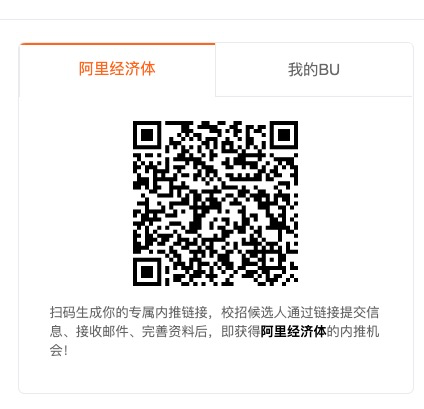 阿里经济体
我的BU
扫码生成你的专属内推链接，校招候选人通过链接提交信
息、接收邮件、完善资料后，即获得阿里经济体的内推机
会！